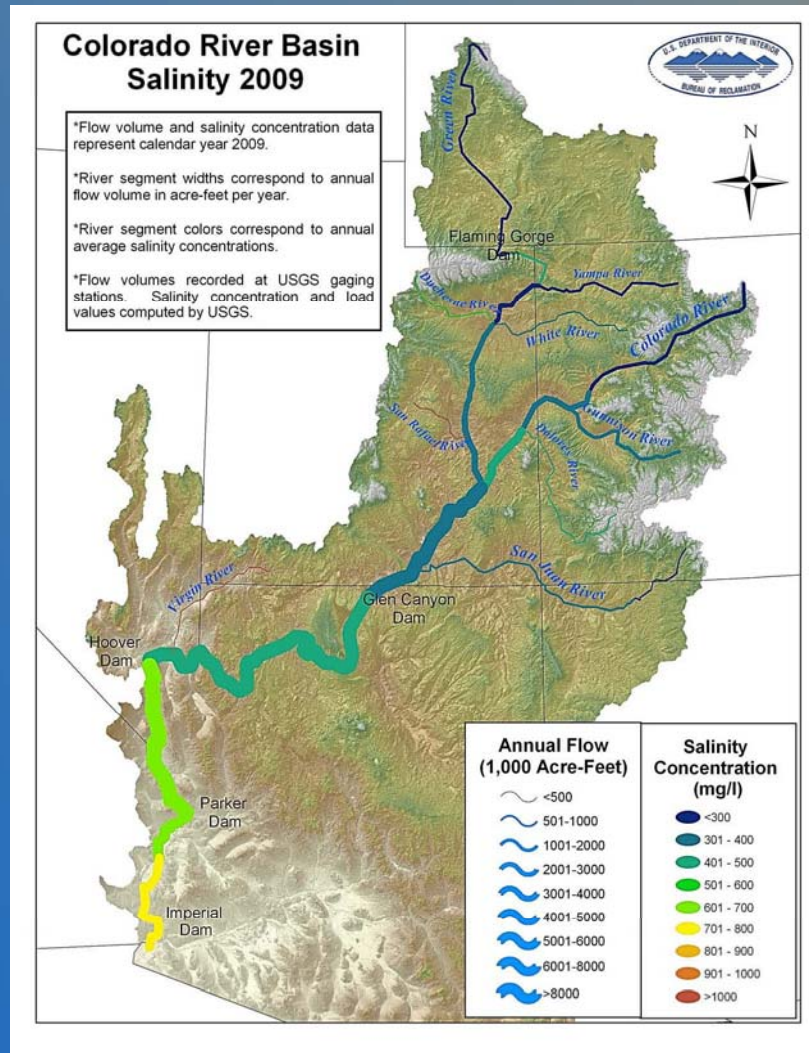 Colorado River Basin
Salinity 2009
*Flow volume and salinity concentration data
represent calendar year 2009.
*River segment widths correspond to annual
flow volume in acre-feet per year.
*River segment colors correspond to annual
average salinity concentrations.
*Flow volumes recorded at USGS gaging
stations. Salinity concentration and load
values computed by USGS.
U.S. DEPARTMENT OF THE INTERIOR
BUREAU OF RECLAMATION
N
Green River
Flaming Gorge
Dam
Yampa River
Duchesne River
White River
Colorado River
Gunnison River
San Rafael River
Dolores River
San Juan River
Virgin River
Glen Canyon
Dam
Hoover
Dam
Parker
Dam
Imperial
Dam
Annual Flow
(1,000 Acre-Feet)
<500
501-1000
1001-2000
2001-3000
3001-4000
4001-5000
5001-6000
6001-8000
>8000
Salinity
Concentration
(mg/l)
<300
301 - 400
401 - 500
501 - 600
601 - 700
701 - 800
801 - 900
901 - 1000
>1000